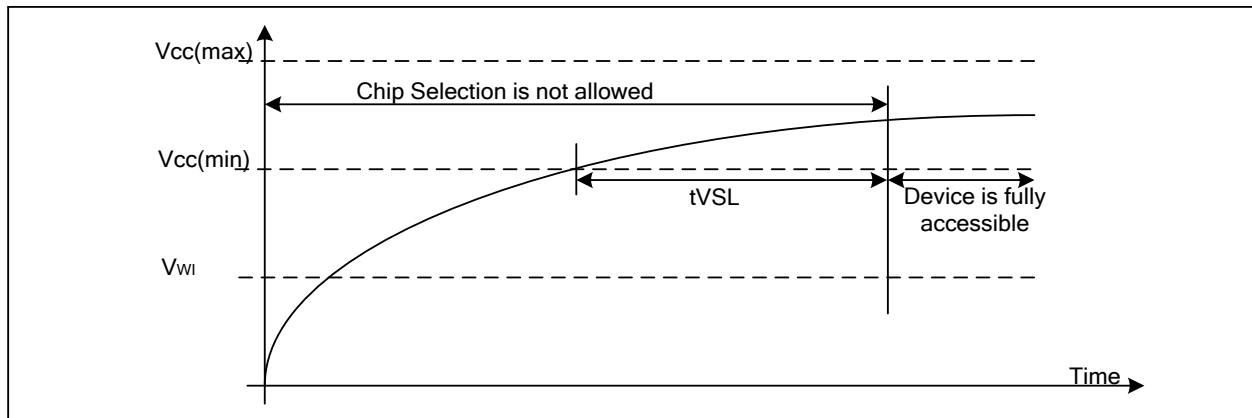 Vcc(max)
Chip Selection is not allowed
Vcc(min)
tVSL
Device is fully
accessible
VWI
Time